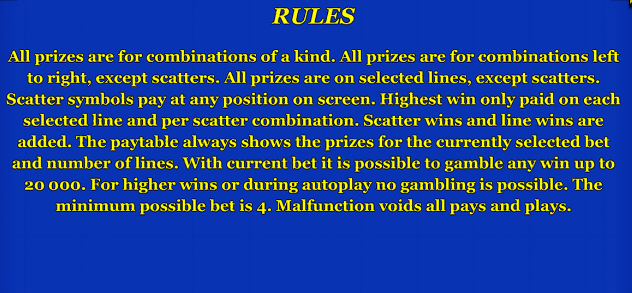 RULES
All prizes are for combinations of a kind. All prizes are for combinations left
to right, except scatters. All prizes are on selected lines, except scatters.
Scatter symbols pay at any position on screen. Highest win only paid on each
selected line and per scatter combination. Scatter wins and line wins are
added. The paytable always shows the prizes for the currently selected bet
and number of lines. With current bet it is possible to gamble any win up to
20 000. For higher wins or during autoplay no gambling is possible. The
minimum possible bet is 4. Malfunction voids all pays and plays.